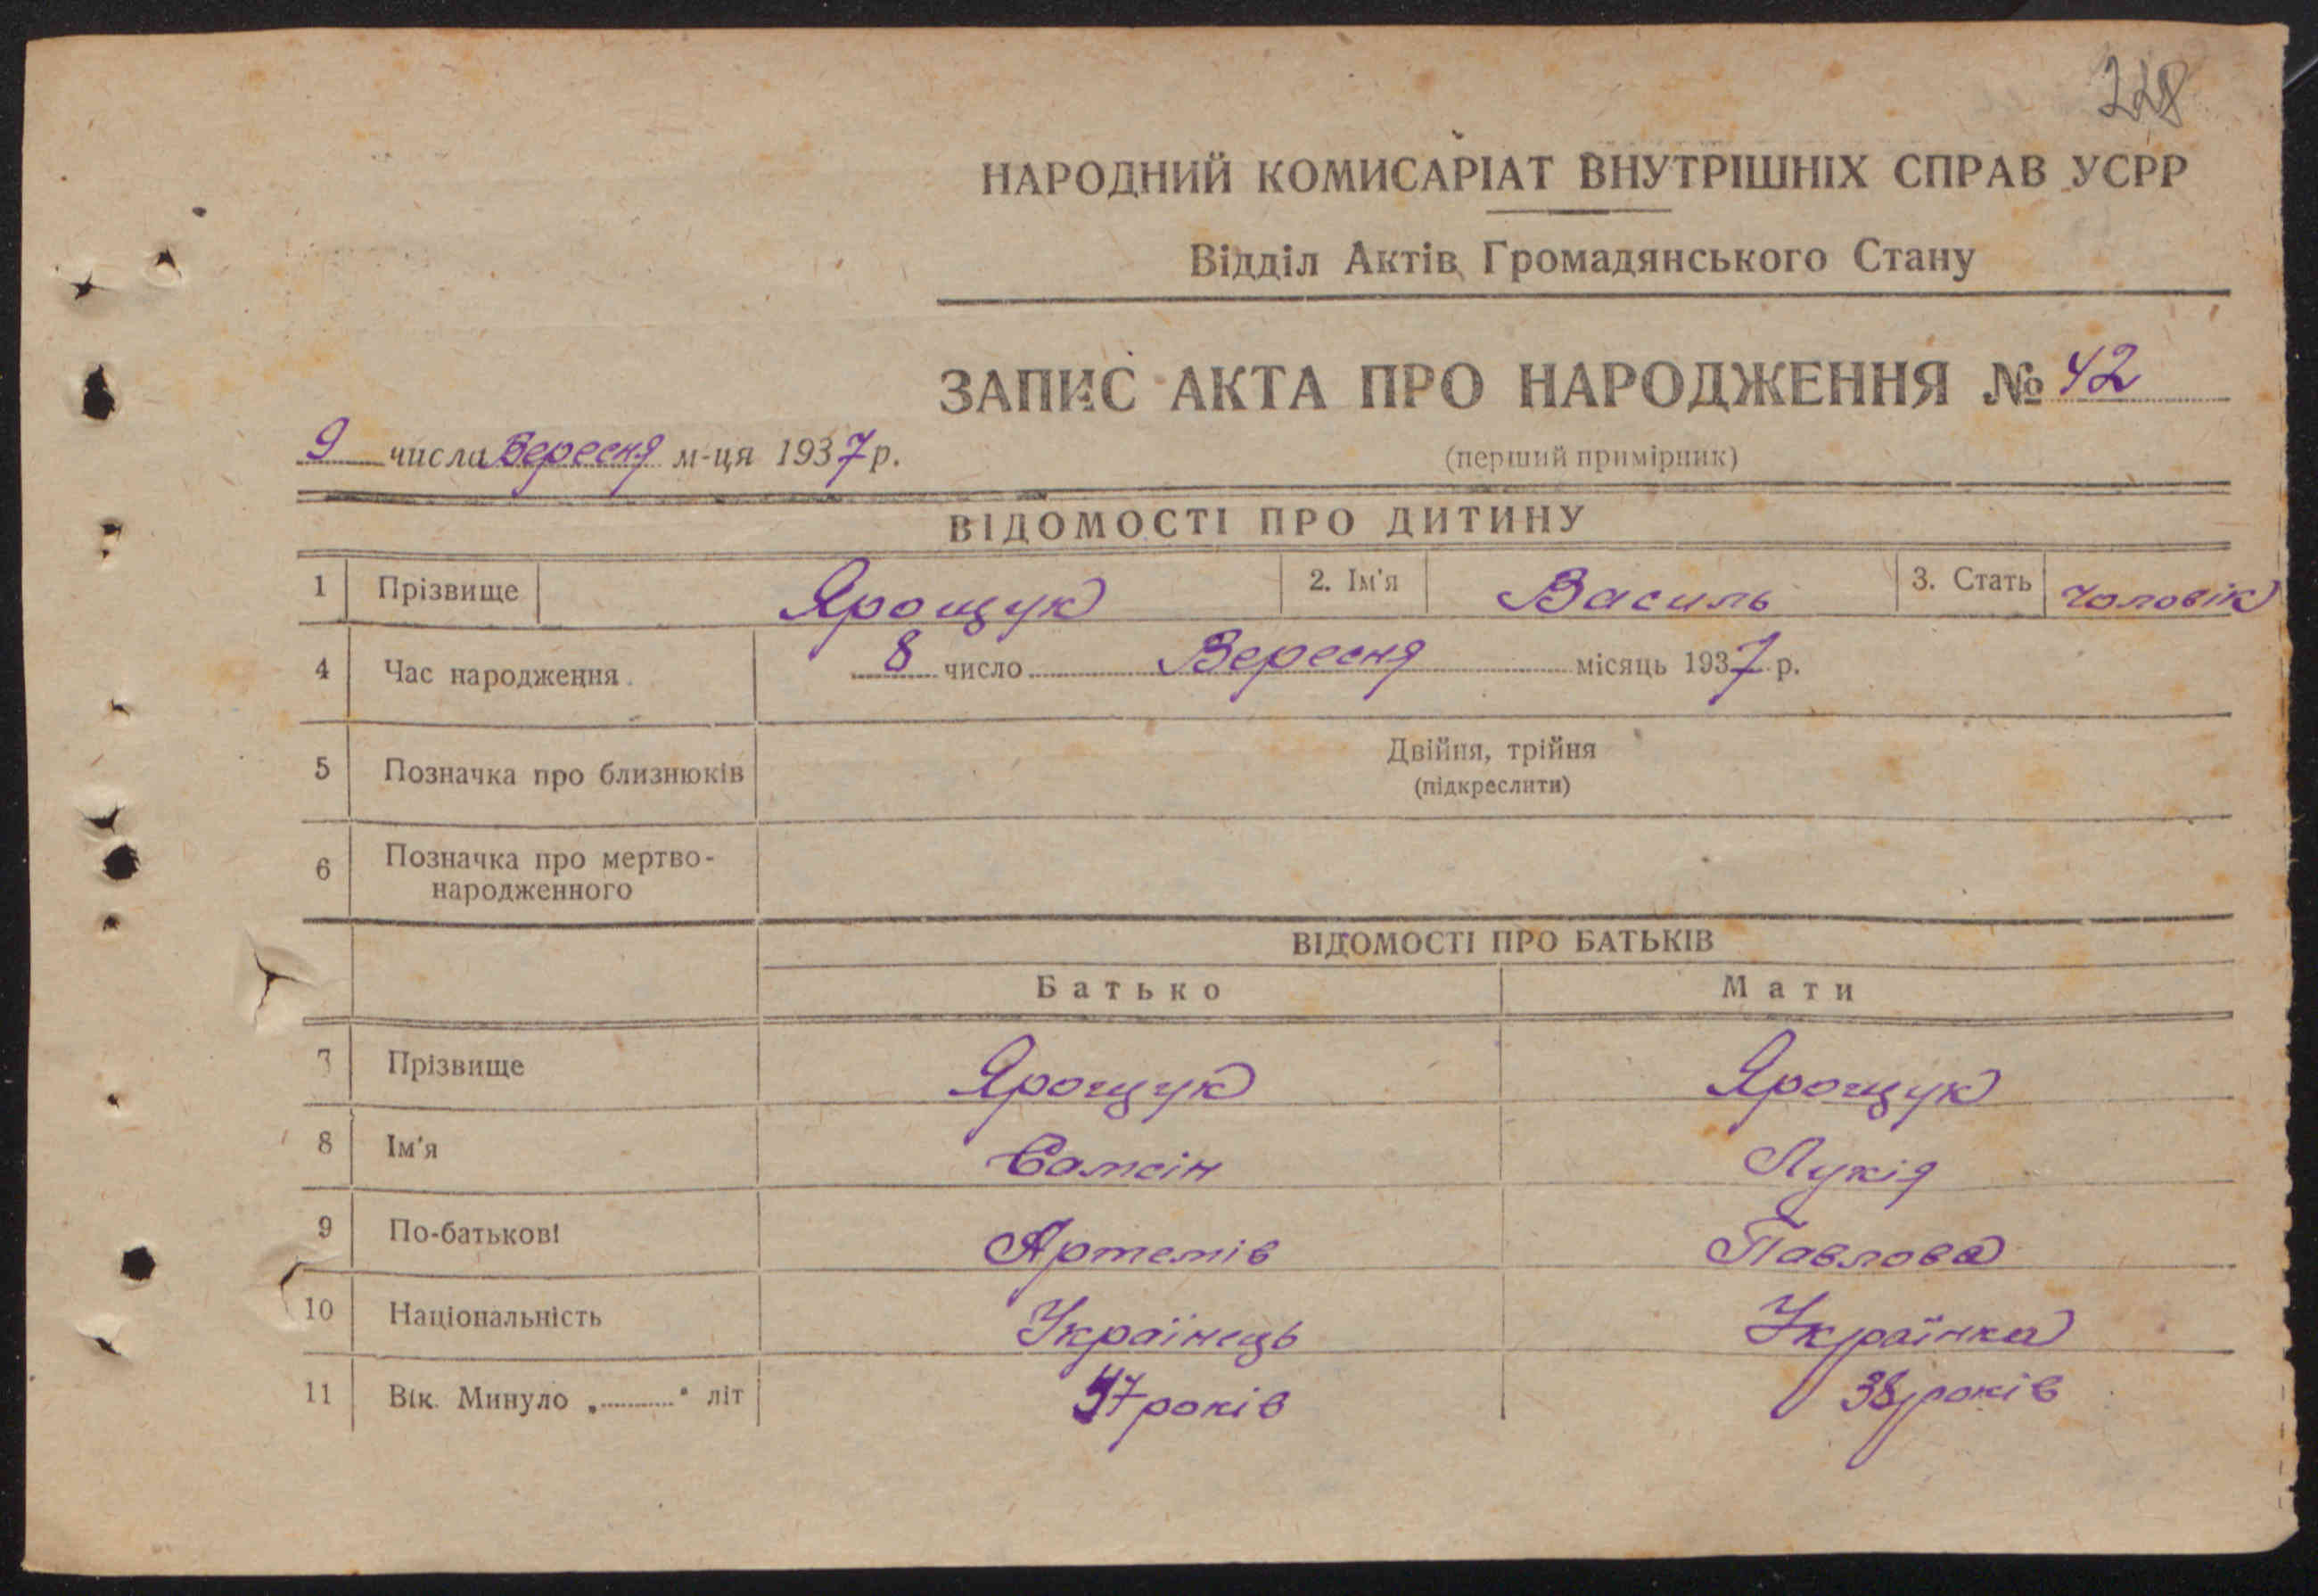 228
НАРОДНИЙ КОМИСАРІАТ ВНУТРІШНІХ СПРАВ УСРР
Відділ Актів Громадянського Стану
ЗАПИС АКТА ПРО НАРОДЖЕННЯ № 42
9 числа Вересня м-ця 1937 р.
(перший примірник)
ВІДОМОСТІ ПРО ДИТИНУ
1 Прізвище Ярощук 2. Ім'я Василь 3. Стать Чоловік
4 Час народження 8 число Вересня місяць 1937 р.
5 Позначка про близнюків Двійня, трійня
(підкреслити)
6 Позначка про мертво-
народженного
ВІДОМОСТІ ПРО БАТЬКІВ
Батько Мати
7 Прізвище Ярощук Ярощук
8 Ім'я Самсін Лукія
9 По-батькові Артемів Павлова
10 Національність Українець Українка
11 Вік. Минуло „ " літ 47 років 38 років